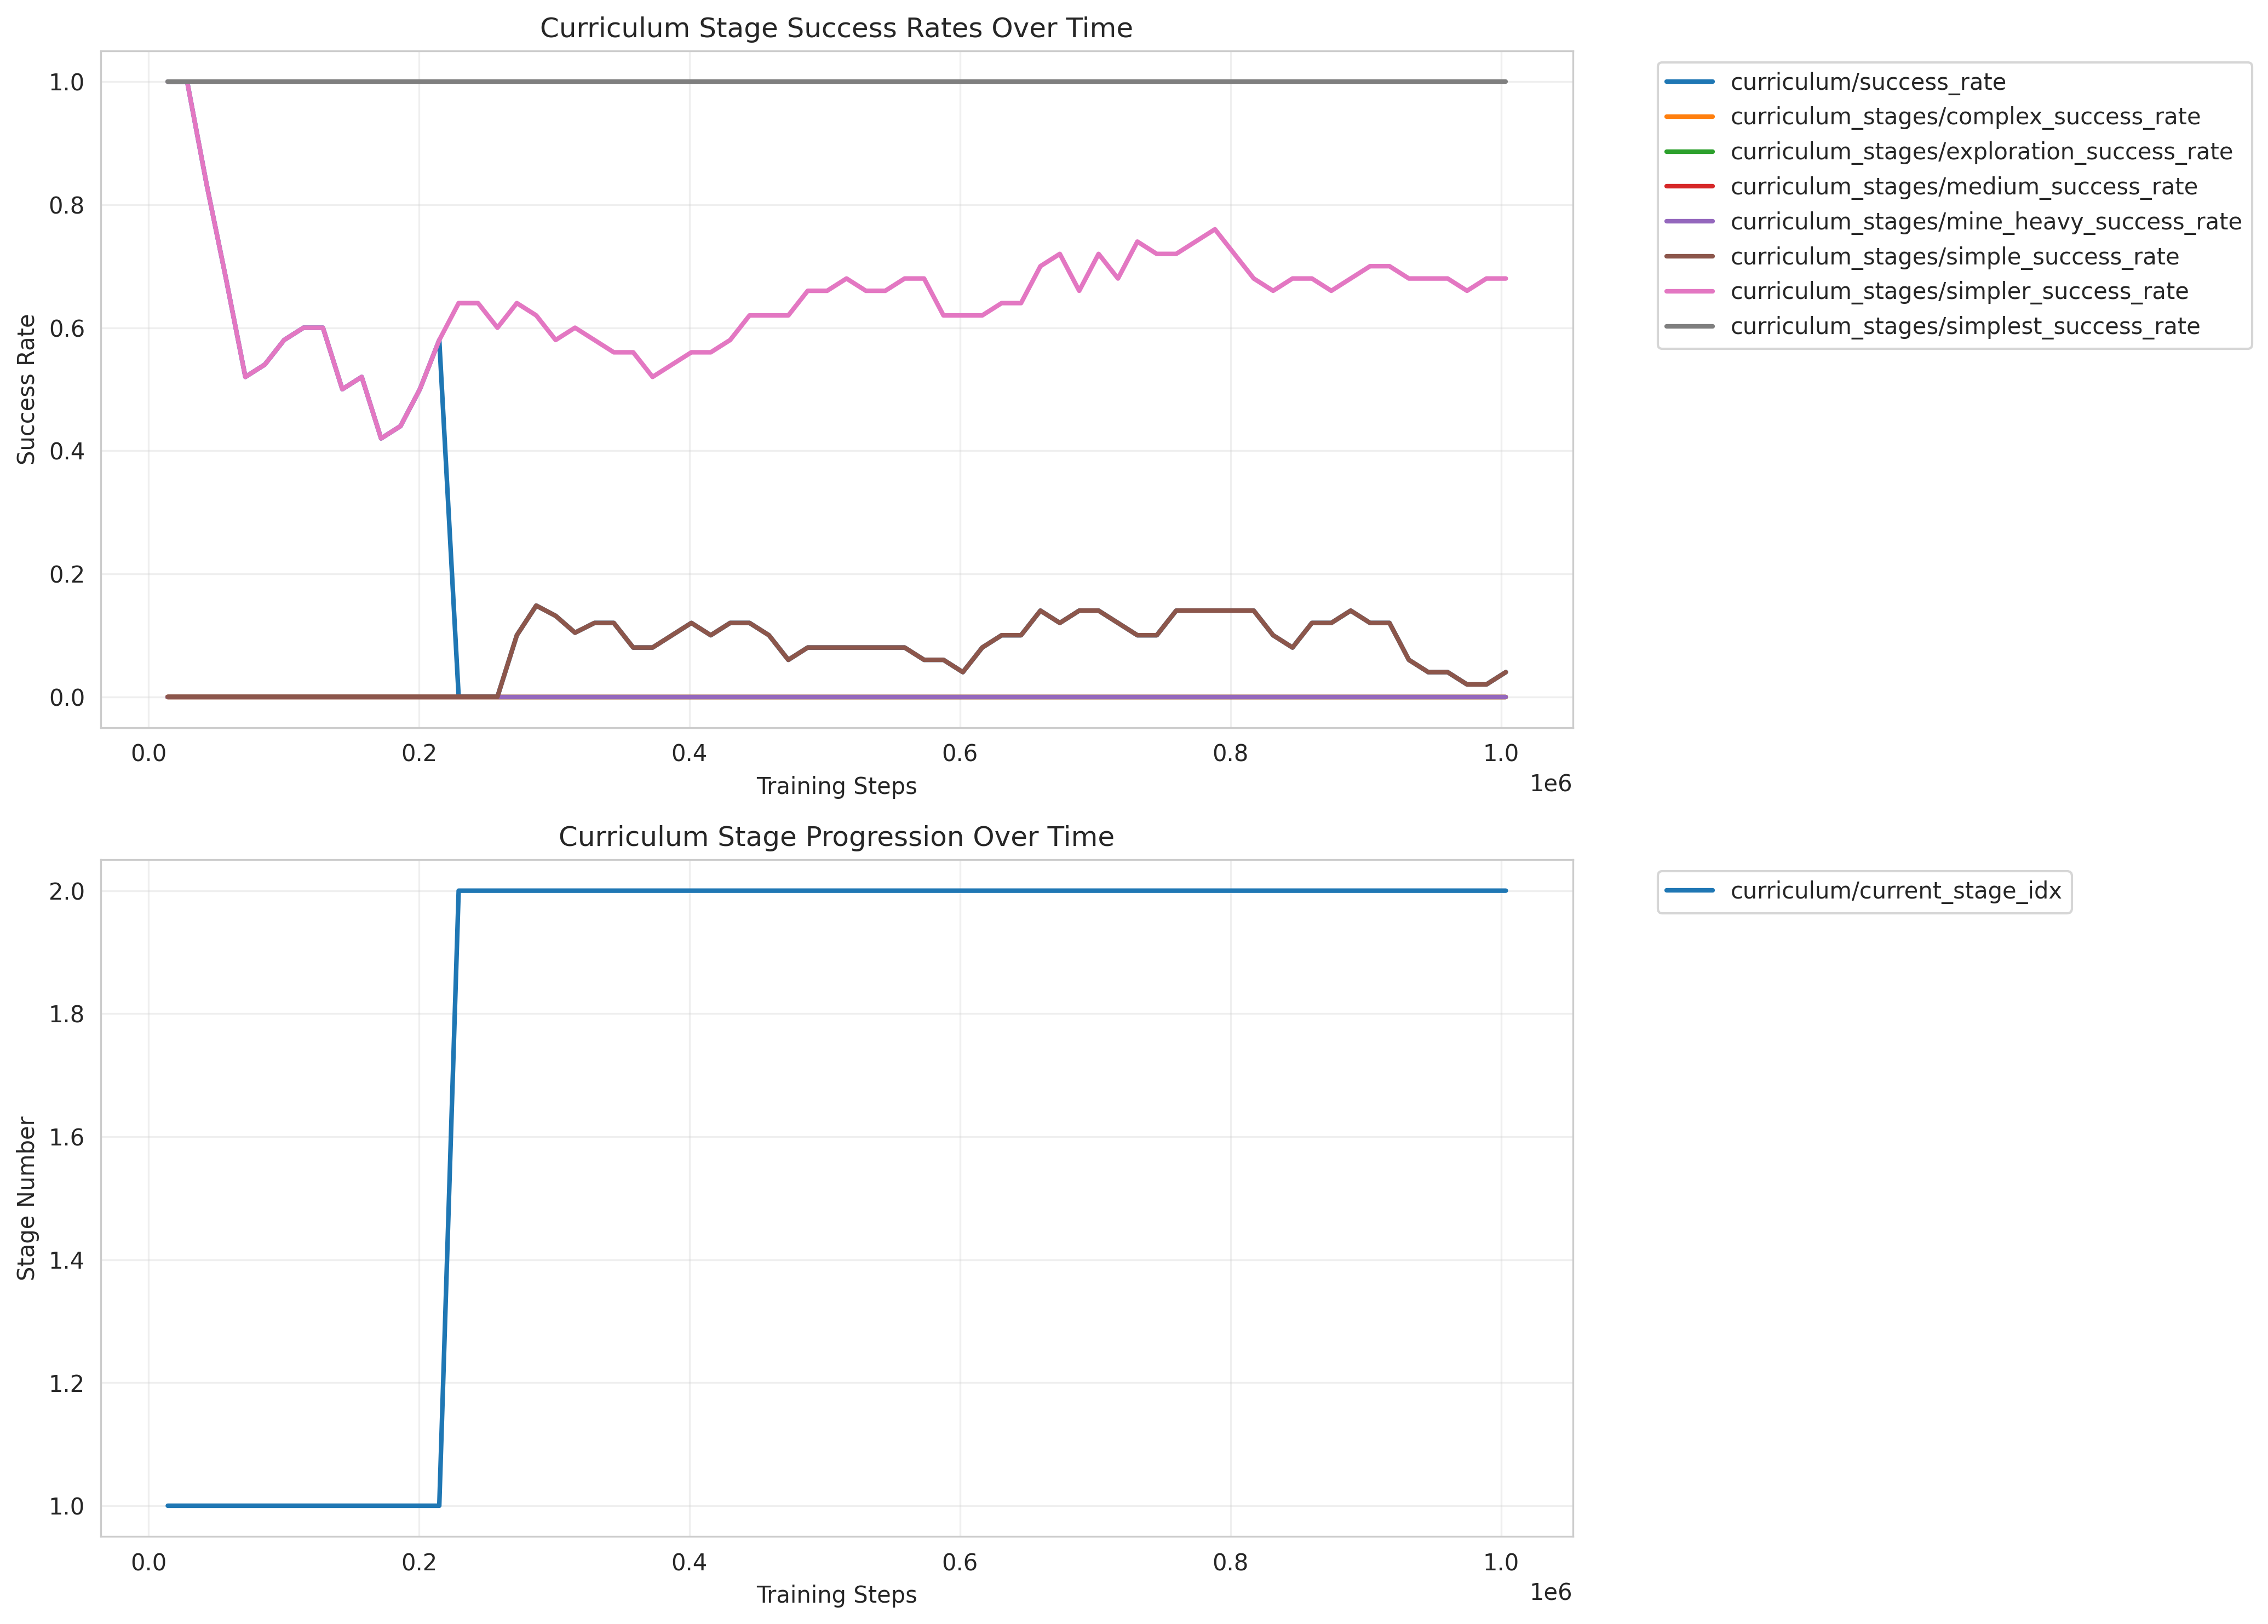 Curriculum Stage Success Rates Over Time
1.0
0.8
0.6
0.4
0.2
0.0
Success Rate
0.0 0.2 0.4 0.6 0.8 1.0
1e6
Training Steps
curriculum/success_rate
curriculum_stages/complex_success_rate
curriculum_stages/exploration_success_rate
curriculum_stages/medium_success_rate
curriculum_stages/mine_heavy_success_rate
curriculum_stages/simple_success_rate
curriculum_stages/simpler_success_rate
curriculum_stages/simplest_success_rate
Curriculum Stage Progression Over Time
2.0
1.8
1.6
1.4
1.2
1.0
Stage Number
0.0 0.2 0.4 0.6 0.8 1.0
1e6
Training Steps
curriculum/current_stage_idx